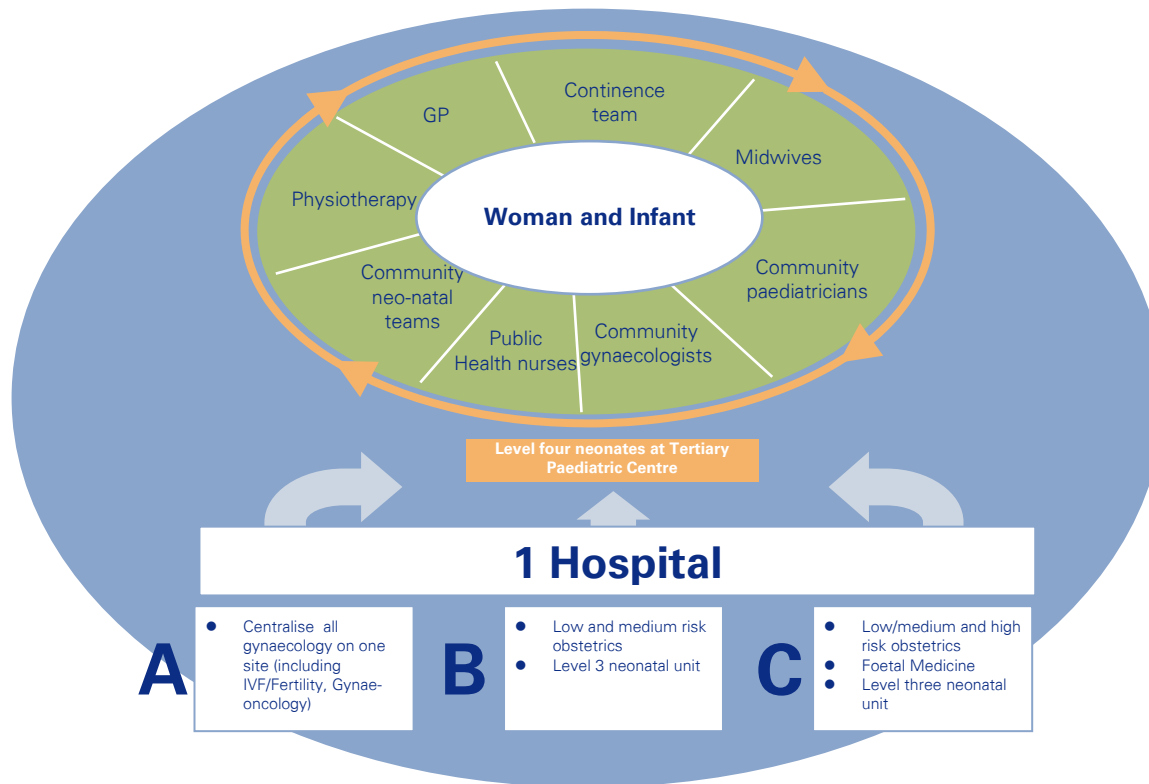 GP
Continence
team
Midwives
Physiotherapy
Woman and Infant
Community
paediatricians
Community
neo-natal
teams
Public
Health nurses
Community
gynaecologists
Level four neonates at Tertiary
Paediatric Centre
1 Hospital
A
● Centralise all
gynaecology on one
site (including
IVF/Fertility, Gynae-
oncology)
B
● Low and medium risk
obstetrics
● Level 3 neonatal unit
C
● Low/medium and high
risk obstetrics
● Foetal Medicine
● Level three neonatal
unit